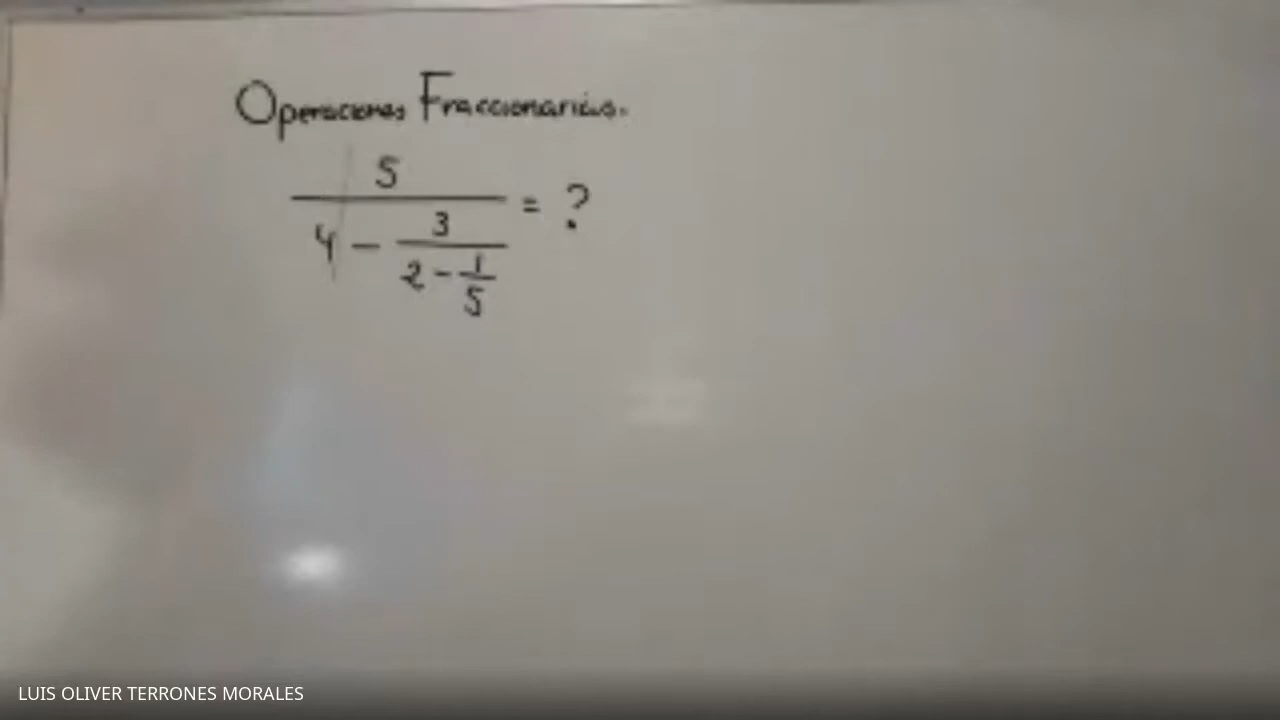 Operaciones Fraccionarias.
5
4 - 3 = ?
2 - 1
5
LUIS OLIVER TERRONES MORALES